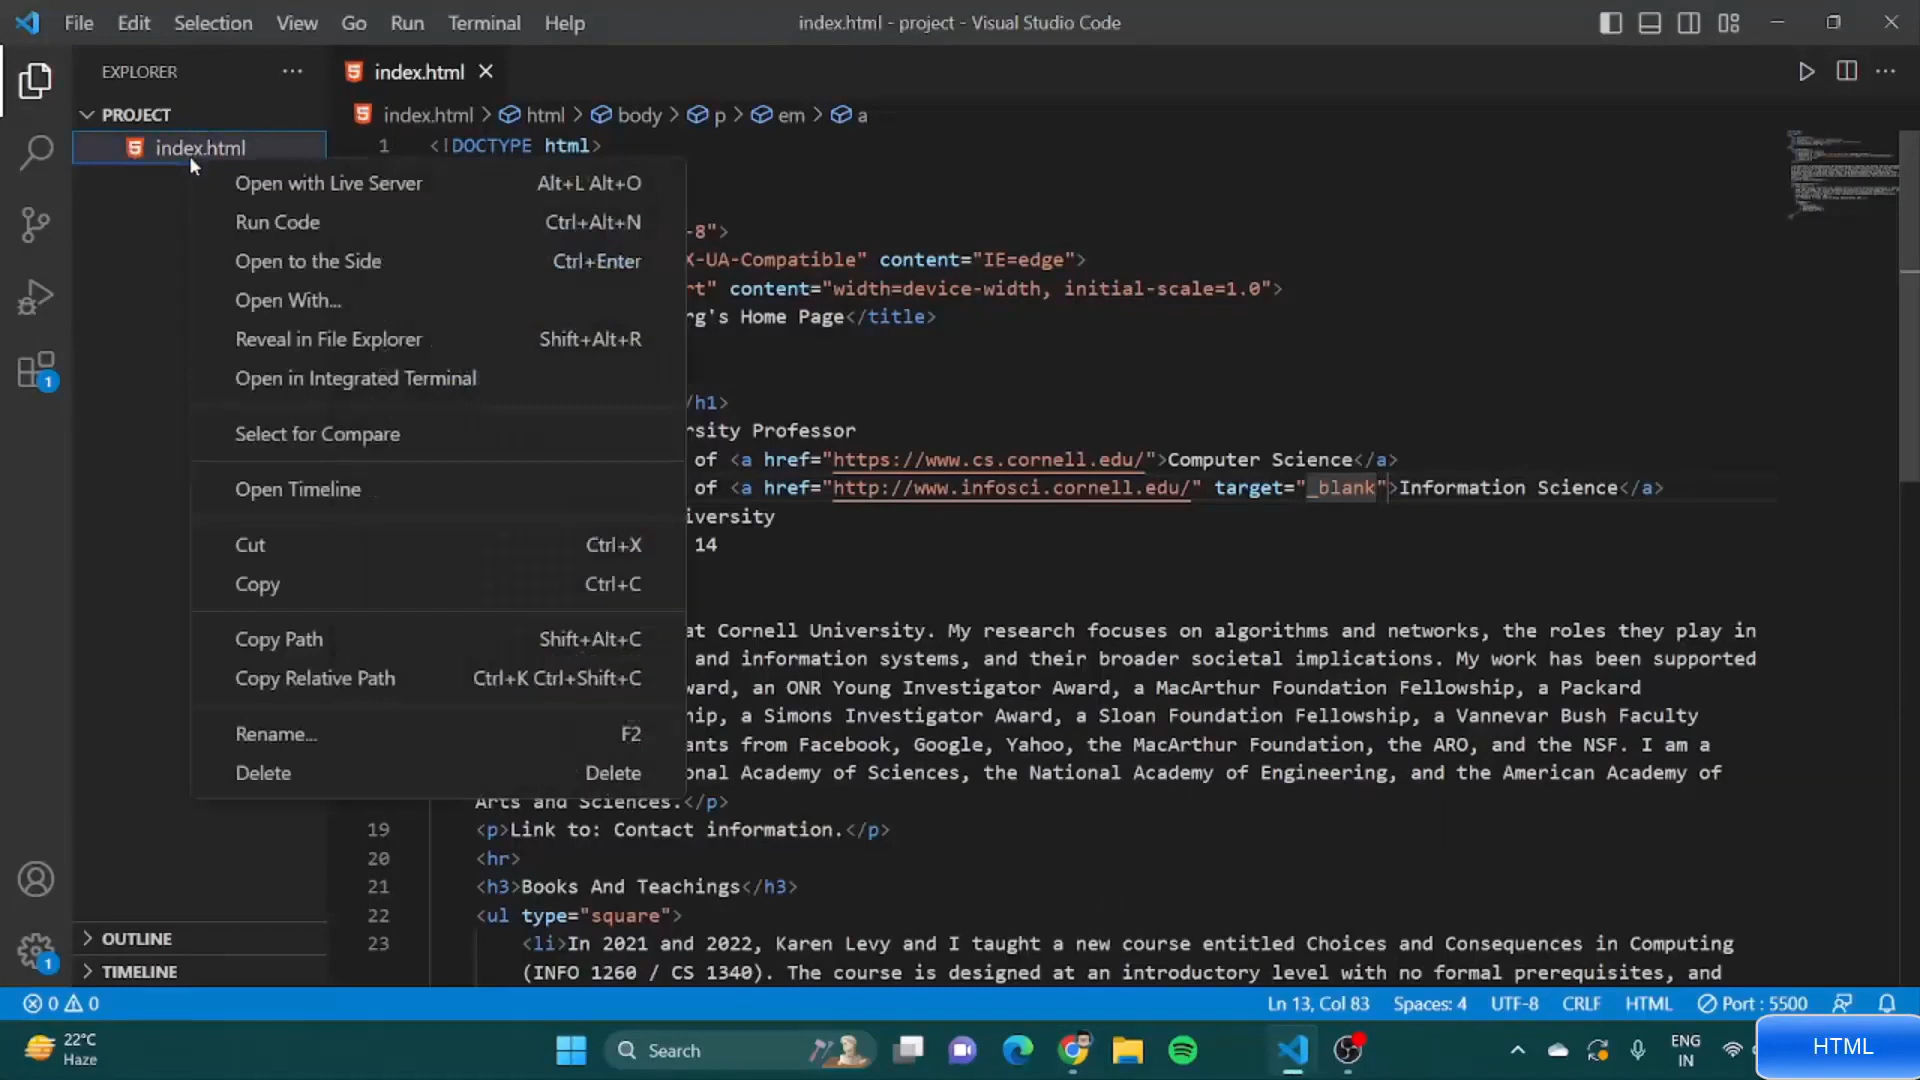 File Edit Selection View Go Run Terminal Help index.html - project - Visual Studio Code
EXPLORER
index.html
PROJECT
index.html > html > body > p > em > a
index.html
1 <!DOCTYPE html>
Open with Live Server Alt+L Alt+O
Run Code Ctrl+Alt+N
-8">
Open to the Side Ctrl+Enter
X-UA-Compatible" content="IE=edge">
Open With...
rt" content="width=device-width, initial-scale=1.0">
Reveal in File Explorer Shift+Alt+R
rg's Home Page</title>
Open in Integrated Terminal
/h1>
Select for Compare
rsity Professor
of <a href="https://www.cs.cornell.edu/">Computer Science</a>
Open Timeline
of <a href="http://www.infosci.cornell.edu/" target="_blank">Information Science</a>
iversity
Cut Ctrl+X
14
Copy Ctrl+C
Copy Path Shift+Alt+C
at Cornell University. My research focuses on algorithms and networks, the roles they play in
Copy Relative Path Ctrl+K Ctrl+Shift+C
and information systems, and their broader societal implications. My work has been supported
ward, an ONR Young Investigator Award, a MacArthur Foundation Fellowship, a Packard
ip, a Simons Investigator Award, a Sloan Foundation Fellowship, a Vannevar Bush Faculty
Rename... F2
ants from Facebook, Google, Yahoo, the MacArthur Foundation, the ARO, and the NSF. I am a
Delete Delete
nal Academy of Sciences, the National Academy of Engineering, and the American Academy of
Arts and Sciences.</p>
19 <p>Link to: Contact information.</p>
20 <hr>
21 <h3>Books And Teachings</h3>
22 <ul type="square">
23 <li>In 2021 and 2022, Karen Levy and I taught a new course entitled Choices and Consequences in Computing
(INFO 1260 / CS 1340). The course is designed at an introductory level with no formal prerequisites, and
OUTLINE
TIMELINE
1
1
0 0 Ln 13, Col 83 Spaces: 4 UTF-8 CRLF HTML Port : 5500
22°C
Haze
Search
ENG
IN
HTML